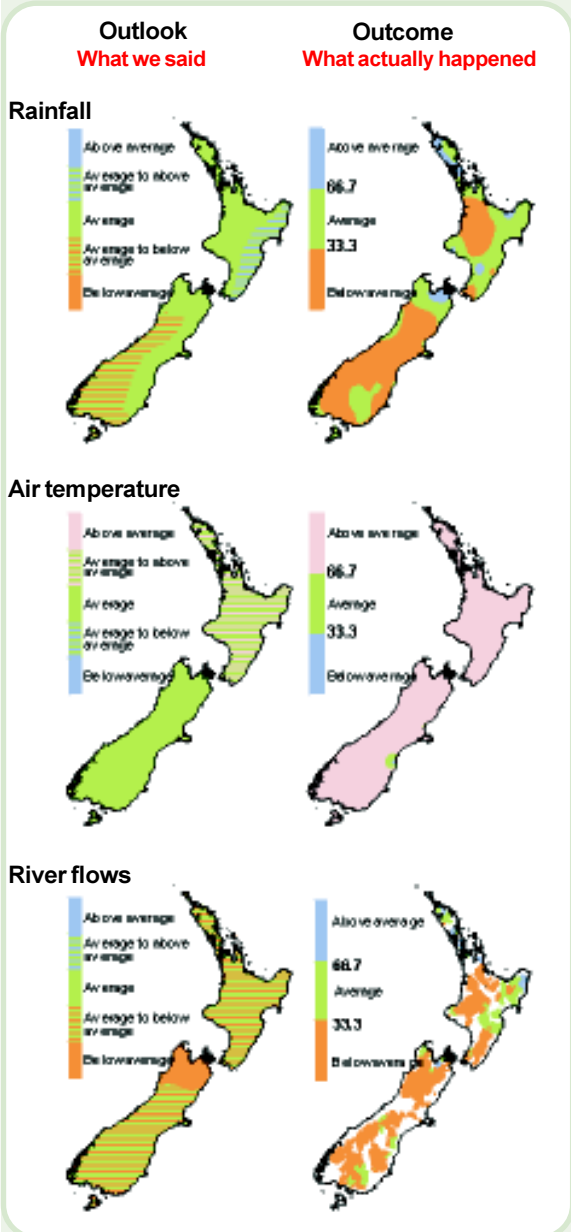 Outlook
What we said
Outcome
What actually happened
Rainfall
Above average
Average to above
average
Average
Average to below
average
Below average
Above average
66.7
Average
33.3
Below average
Air temperature
Above average
Average to above
average
Average
Average to below
average
Below average
Above average
66.7
Average
33.3
Below average
River flows
Above average
Average to above
average
Average
Average to below
average
Below average
Above average
66.7
Average
33.3
Below average